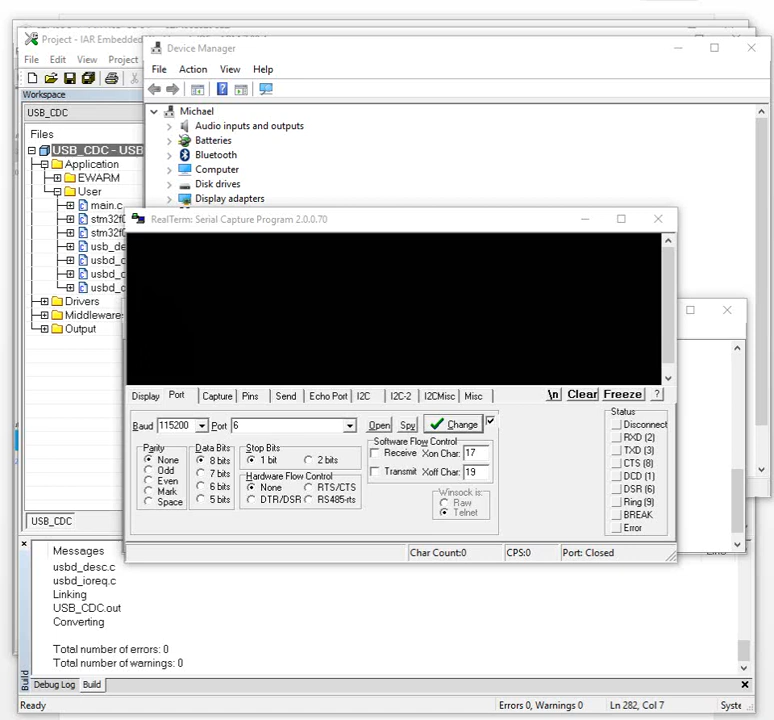 Project - IAR Embedded
File Edit View Project
Workspace
USB_CDC
Files
USB_CDC - USB
Application
EWARM
User
main.c
stm32f0
stm32f
usb_de
usbd_c
usbd_c
usbd_c
Drivers
Middleware
Output
USB_CDC
Device Manager
File Action View Help
Michael
Audio inputs and outputs
Batteries
Bluetooth
Computer
Disk drives
Display adapters
RealTerm: Serial Capture Program 2.0.0.70
Display Port Capture Pins Send Echo Port I2C I2C-2 I2CMisc Misc \n Clear Freeze ?
Baud 115200 Port 6 Open Spy Change
Parity
None
Odd
Even
Mark
Space
Data Bits
8 bits
7 bits
6 bits
5 bits
Stop Bits
1 bit 2 bits
Hardware Flow Control
None RTS/CTS
DTR/DSR RS485-rts
Software Flow Control
Receive Xon Char: 17
Transmit Xoff Char: 19
Winsock is:
Raw
Telnet
Status
Disconnect
RXD (2)
TXD (3)
CTS (8)
DCD (1)
DSR (6)
Ring (9)
BREAK
Error
Char Count:0 CPS:0 Port: Closed
Messages
usbd_desc.c
usbd_ioreq.c
Linking
USB_CDC.out
Converting
Total number of errors: 0
Total number of warnings: 0
Build
Debug Log Build
Ready Errors 0, Warnings 0 Ln 282, Col 7 Syste